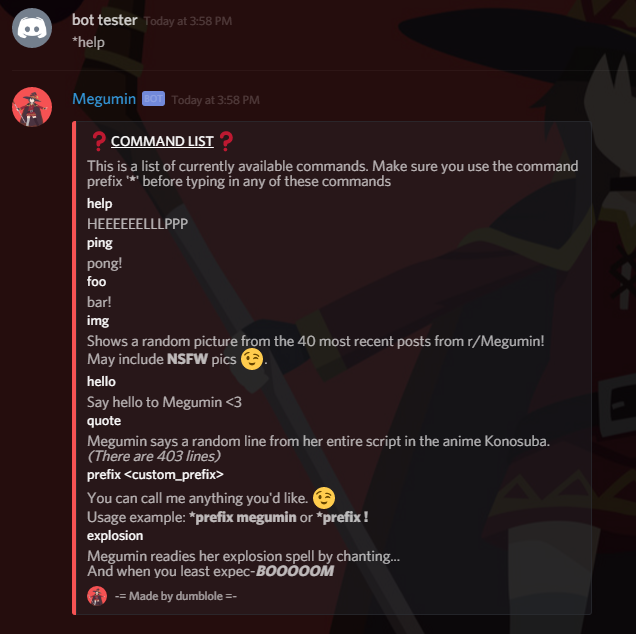 bot tester Today at 3:58 PM
*help
Megumin BOT Today at 3:58 PM
❓ COMMAND LIST ❓
This is a list of currently available commands. Make sure you use the command
prefix '*' before typing in any of these commands
help
HEEEEEELLLPPP
ping
pong!
foo
bar!
img
Shows a random picture from the 40 most recent posts from r/Megumin!
May include NSFW pics 😉.
hello
Say hello to Megumin <3
quote
Megumin says a random line from her entire script in the anime Konosuba.
(There are 403 lines)
prefix <custom_prefix>
You can call me anything you'd like. 😉
Usage example: *prefix megumin or *prefix !
explosion
Megumin readies her explosion spell by chanting...
And when you least expec-BOOOOOM
-= Made by dumblole =-